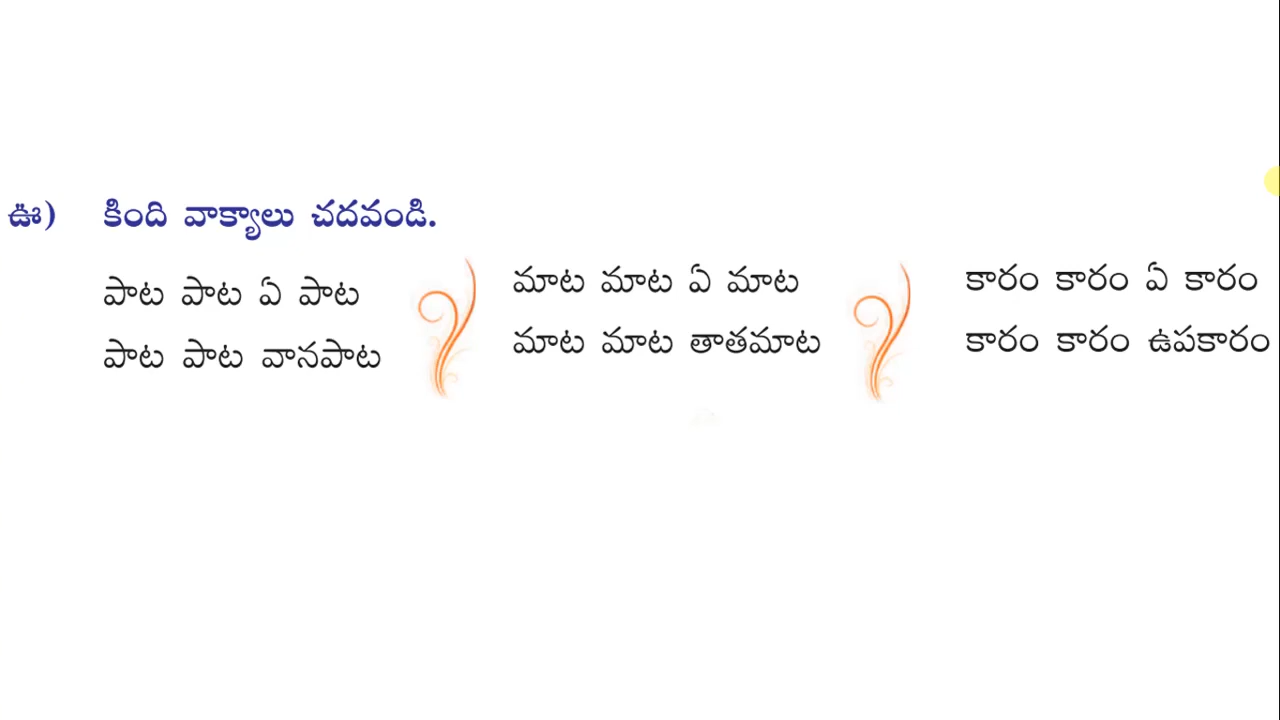 ఊ) కింది వాక్యాలు చదవండి.
పాట పాట ఏ పాట
పాట పాట వానపాట
మాట మాట ఏ మాట
మాట మాట తాతమాట
కారం కారం ఏ కారం
కారం కారం ఉపకారం